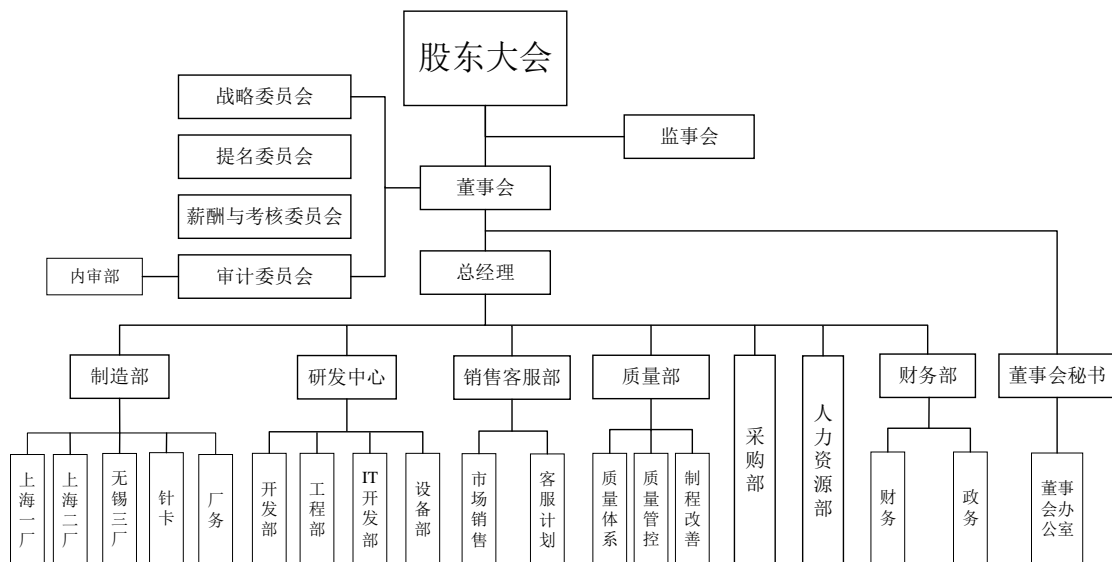 股东大会
战略委员会
监事会
提名委员会
董事会
薪酬与考核委员会
内审部
审计委员会
总经理
制造部
研发中心
销售客服部
质量部
采购部
人力资源部
财务部
董事会秘书
上海一厂
上海二厂
无锡三厂
针卡
厂务
开发部
工程部
IT
开发部
设备部
市场销售
客服计划
质量体系
质量管控
制程改善
财务
政务
董事
会办
公室